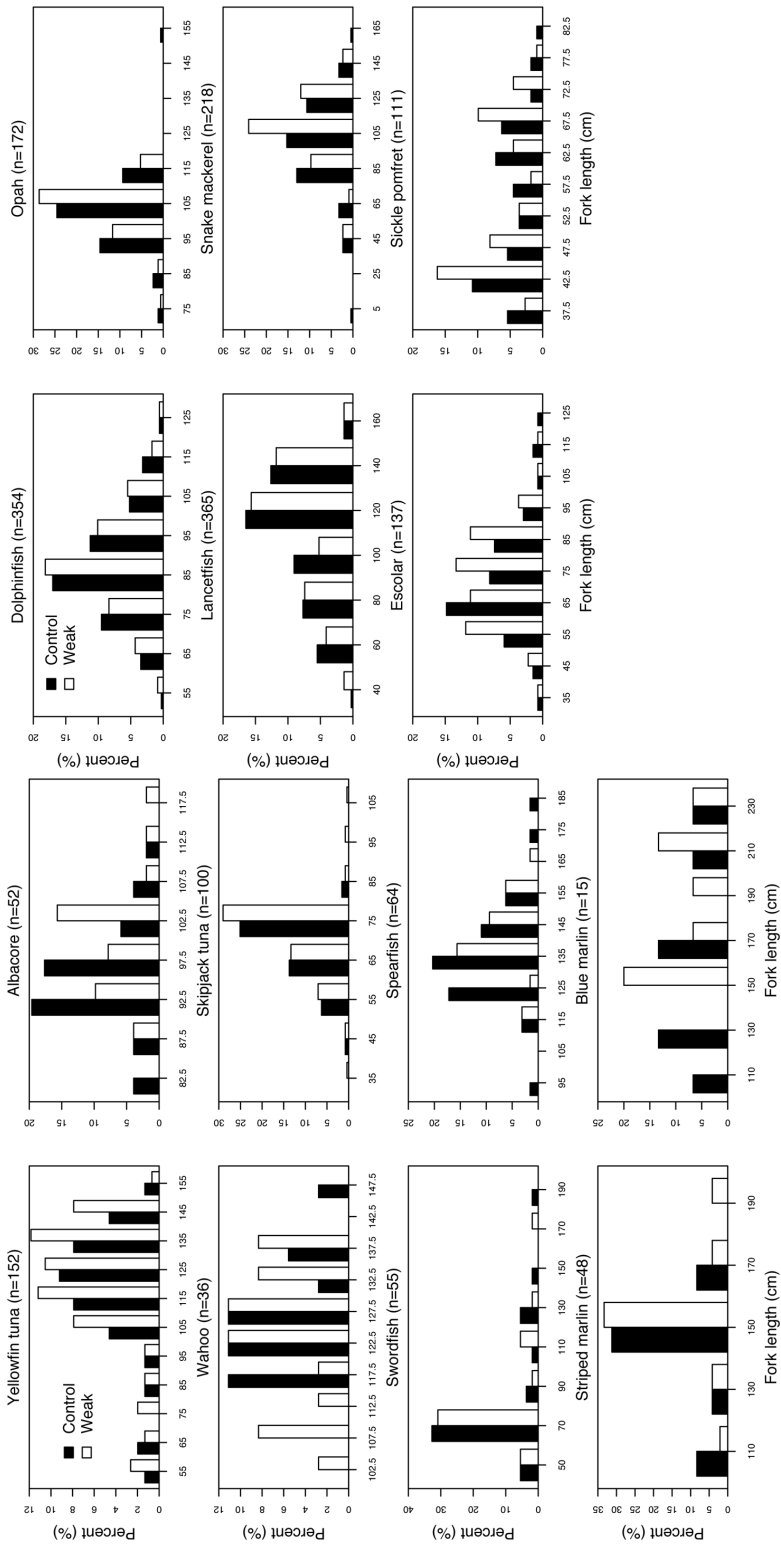 Yellowfin tuna (n=152)
Percent (%)
12
10
8
6
4
2
0
Control
Weak
55 65 75 85 95 105 115 125 135 145 155
Albacore (n=52)
20
15
10
5
0
82.5 87.5 92.5 97.5 102.5 107.5 112.5 117.5
Dolphinfish (n=354)
Percent (%)
20
15
10
5
0
Control
Weak
55 65 75 85 95 105 115 125
Opah (n=172)
30
25
20
15
10
5
0
75 85 95 105 115 125 135 145 155
Wahoo (n=36)
Percent (%)
12
10
8
6
4
2
0
102.5 107.5 112.5 117.5 122.5 127.5 132.5 137.5 142.5 147.5
Skipjack tuna (n=100)
30
25
20
15
10
5
0
35 45 55 65 75 85 95 105
Lancetfish (n=365)
Percent (%)
20
15
10
5
0
40 60 80 100 120 140 160
Snake mackerel (n=218)
30
25
20
15
10
5
0
5 25 45 65 85 105 125 145 165
Swordfish (n=55)
Percent (%)
40
30
20
10
0
50 70 90 110 130 150 170 190
Spearfish (n=64)
25
20
15
10
5
0
95 105 115 125 135 145 155 165 175 185
Escolar (n=137)
Percent (%)
20
15
10
5
0
35 45 55 65 75 85 95 105 115 125
Fork length (cm)
Sickle pomfret (n=111)
20
15
10
5
0
37.5 42.5 47.5 52.5 57.5 62.5 67.5 72.5 77.5 82.5
Fork length (cm)
Striped marlin (n=48)
Percent (%)
35
30
25
20
15
10
5
0
110 130 150 170 190
Fork length (cm)
Blue marlin (n=15)
25
20
15
10
5
0
110 130 150 170 190 210 230
Fork length (cm)